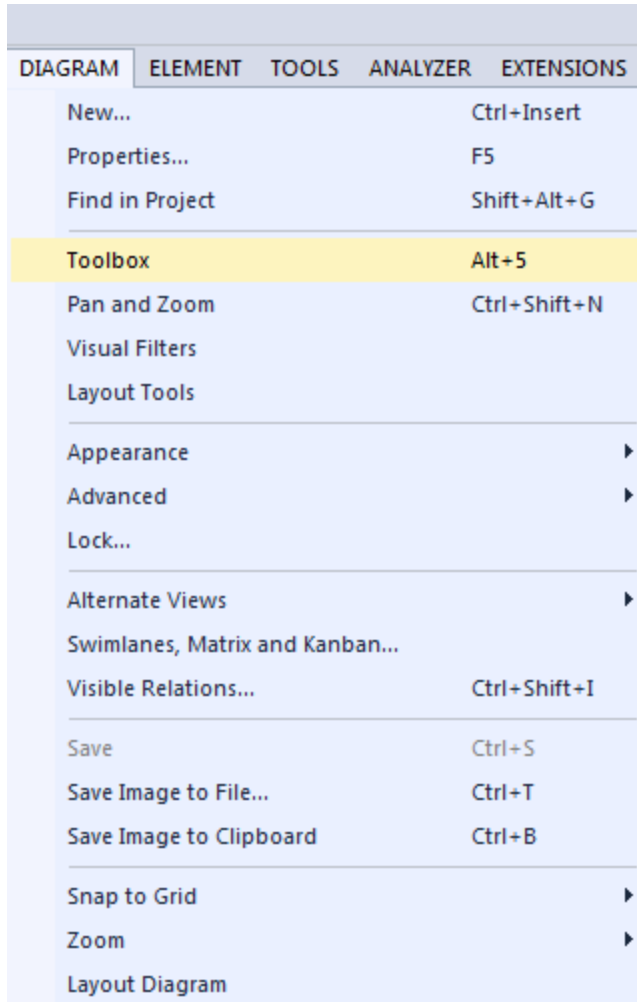 DIAGRAM ELEMENT TOOLS ANALYZER EXTENSIONS
New... Ctrl+Insert
Properties... F5
Find in Project Shift+Alt+G
Toolbox Alt+5
Pan and Zoom Ctrl+Shift+N
Visual Filters
Layout Tools
Appearance
Advanced
Lock...
Alternate Views
Swimlanes, Matrix and Kanban...
Visible Relations... Ctrl+Shift+I
Save Ctrl+S
Save Image to File... Ctrl+T
Save Image to Clipboard Ctrl+B
Snap to Grid
Zoom
Layout Diagram